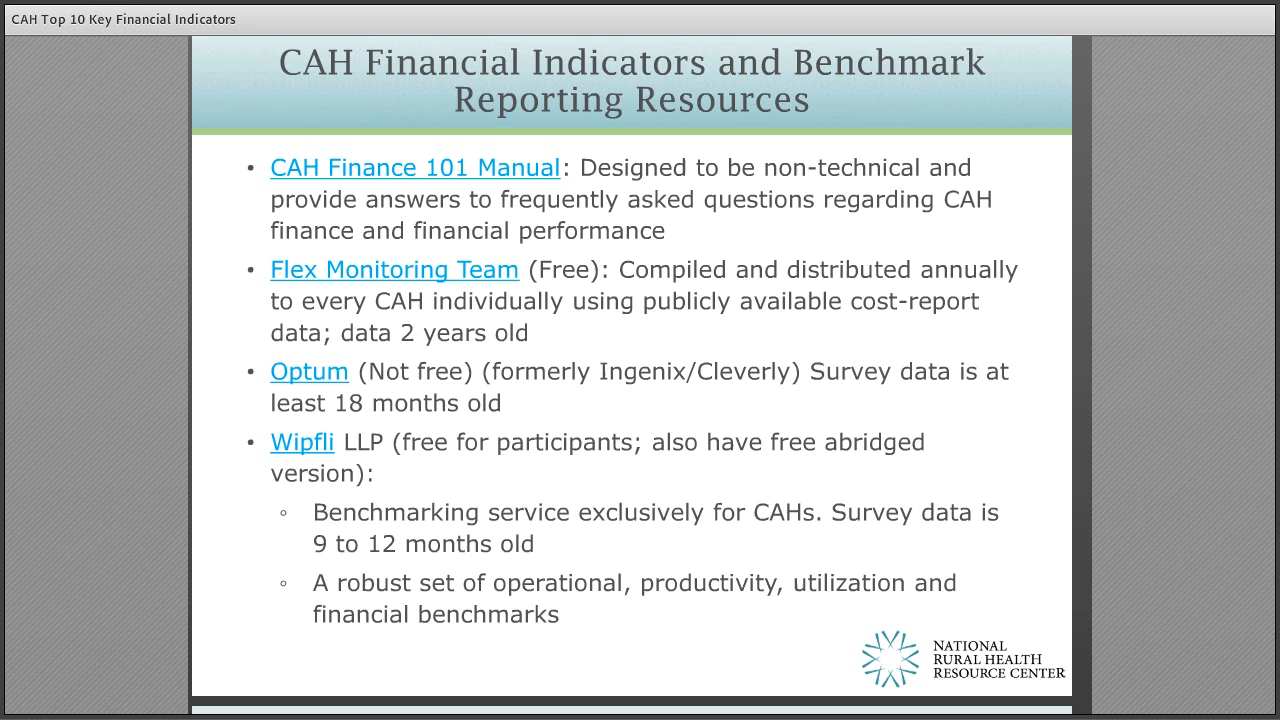 CAH Top 10 Key Financial Indicators
CAH Financial Indicators and Benchmark
Reporting Resources
• CAH Finance 101 Manual: Designed to be non-technical and
provide answers to frequently asked questions regarding CAH
finance and financial performance
• Flex Monitoring Team (Free): Compiled and distributed annually
to every CAH individually using publicly available cost-report
data; data 2 years old
• Optum (Not free) (formerly Ingenix/Cleverly) Survey data is at
least 18 months old
• Wipfli LLP (free for participants; also have free abridged
version):
◦ Benchmarking service exclusively for CAHs. Survey data is
9 to 12 months old
◦ A robust set of operational, productivity, utilization and
financial benchmarks
NATIONAL
RURAL HEALTH
RESOURCE CENTER